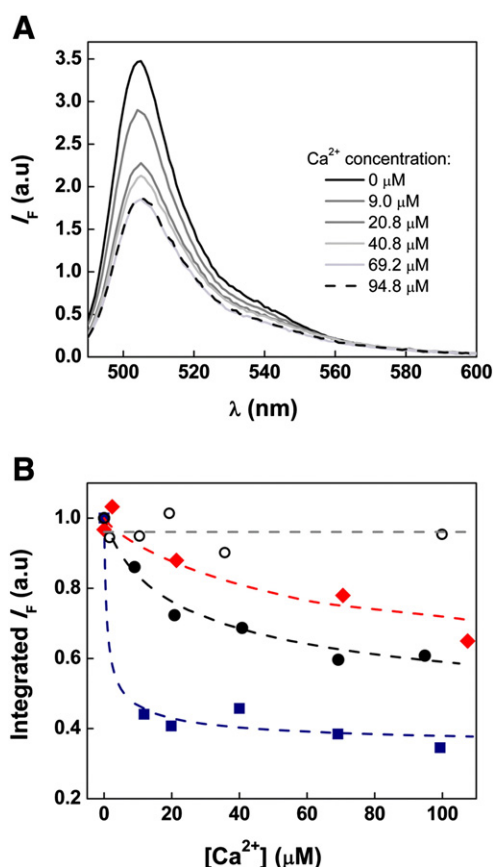 A
3.5
3.0
2.5
2.0
1.5
1.0
0.5
0.0
I_F (a.u)
Ca²⁺ concentration:
0 μM
9.0 μM
20.8 μM
40.8 μM
69.2 μM
94.8 μM
500 520 540 560 580 600
λ (nm)
B
1.0
0.8
0.6
0.4
0.2
Integrated I_F (a.u)
0 20 40 60 80 100
[Ca²⁺] (μM)